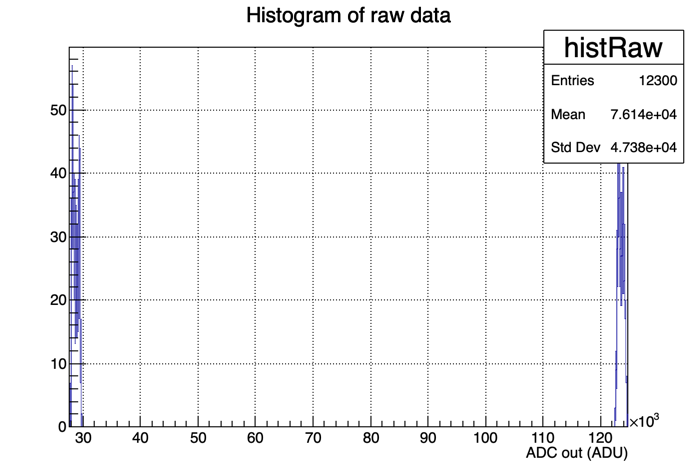 Histogram of raw data
histRaw
Entries 12300
Mean 7.614e+04
Std Dev 4.738e+04
50
40
30
20
10
0
30 40 50 60 70 80 90 100 110 120
×10³
ADC out (ADU)